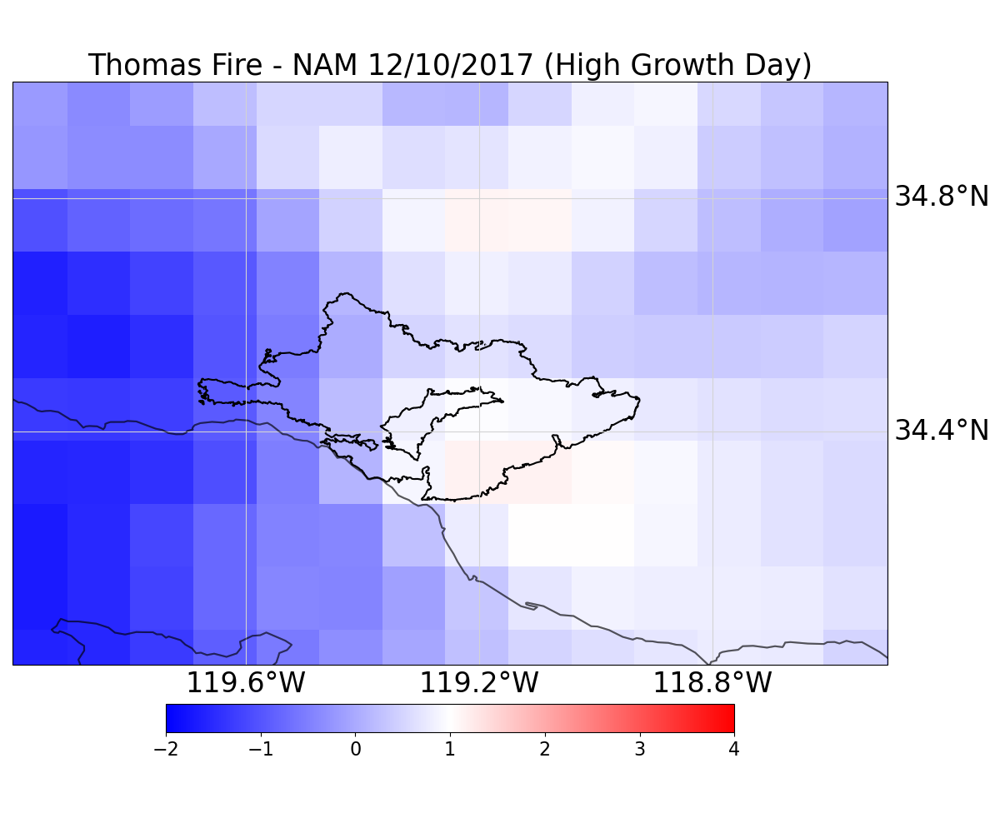 Thomas Fire - NAM 12/10/2017 (High Growth Day)
34.8°N
34.4°N
119.6°W 119.2°W 118.8°W
−2 −1 0 1 2 3 4